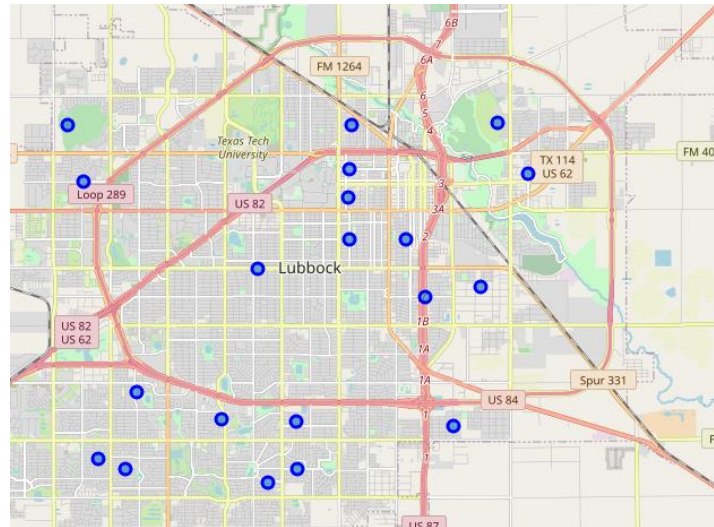 6B
7
6A
FM 1264
6
5
4
Texas Tech
University
TX 114
US 62
FM 40
3
Loop 289
US 82
3A
2
Lubbock
1B
US 82
US 62
1A
1A
Spur 331
1
US 84
F
1
US 87